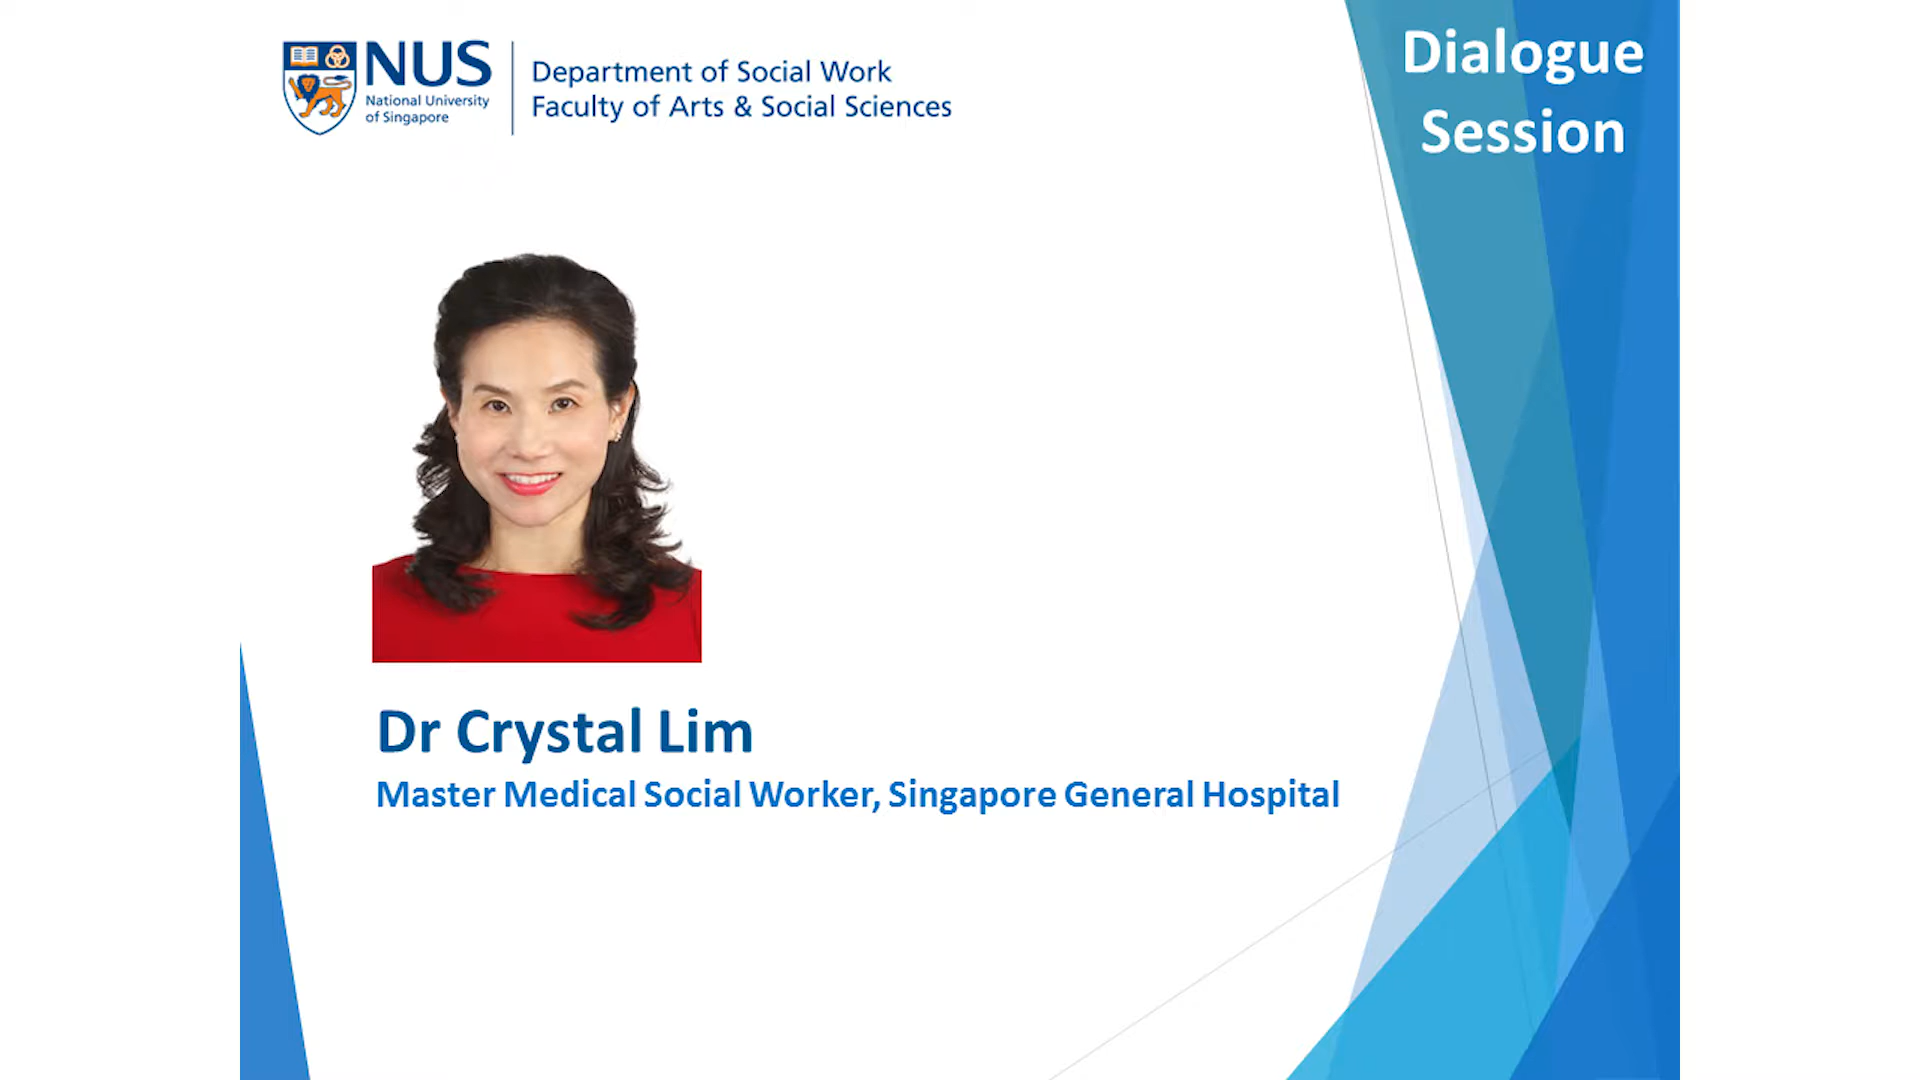 NUS
National University
of Singapore
Department of Social Work
Faculty of Arts & Social Sciences
Dialogue
Session
Dr Crystal Lim
Master Medical Social Worker, Singapore General Hospital